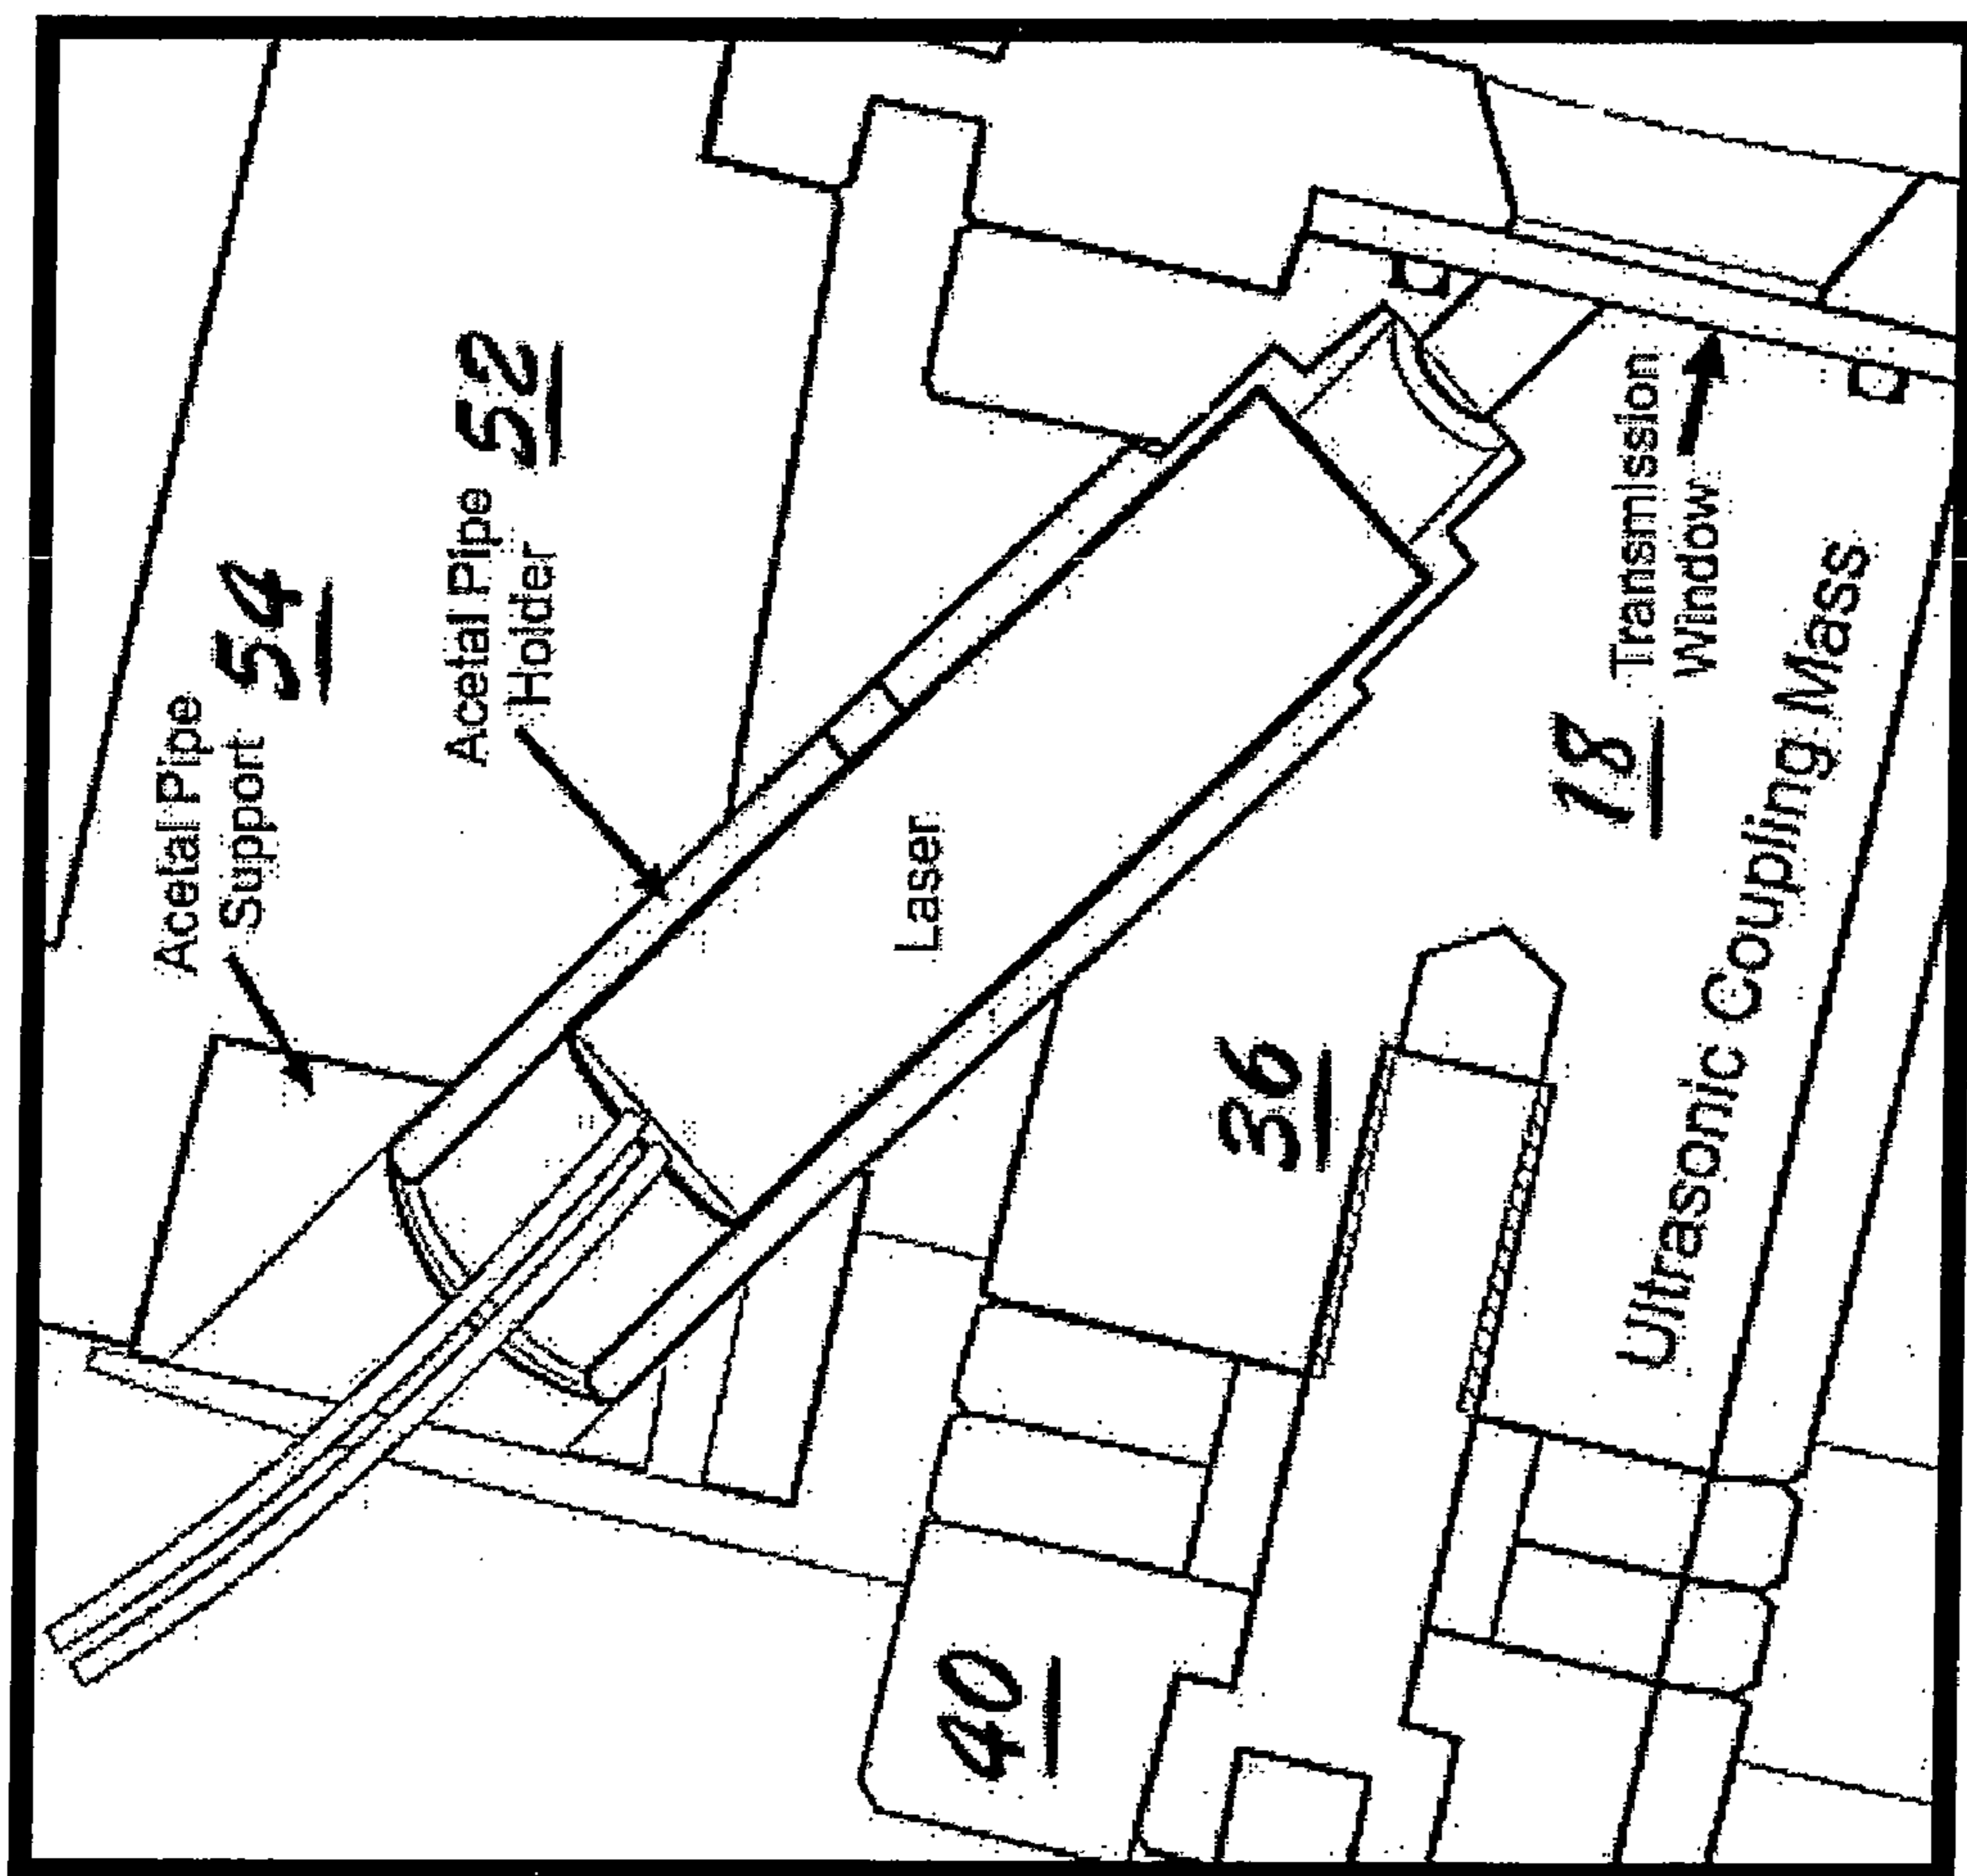 Acetal Pipe
Support 54
Acetal Pipe 52
Holder
Laser
36
18 Transmission
Window
Ultrasonic Coupling Mass
40